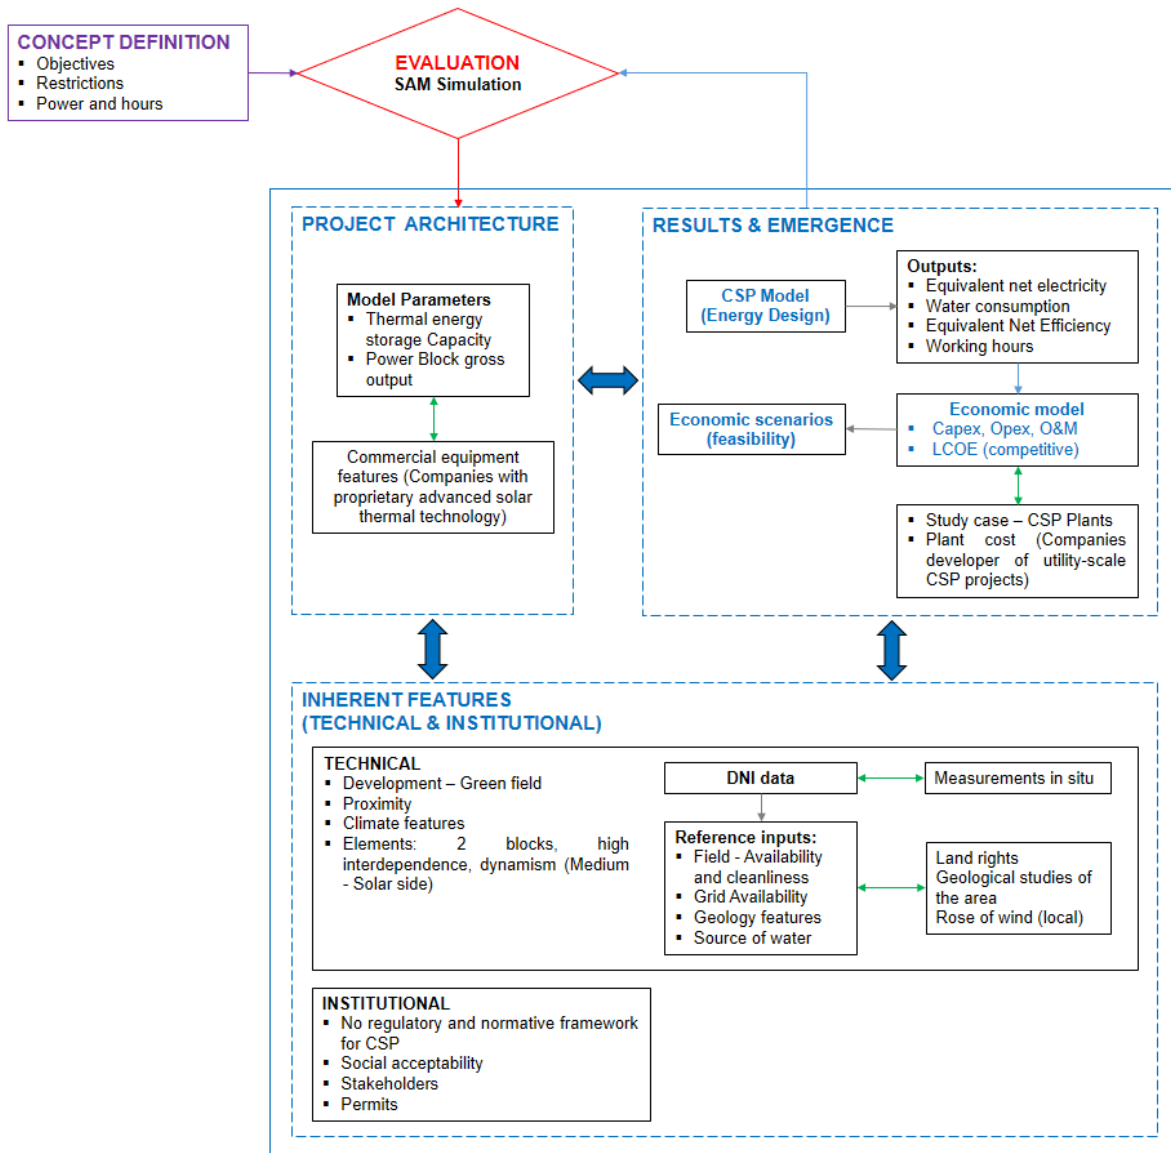 CONCEPT DEFINITION
▪ Objectives
▪ Restrictions
▪ Power and hours
EVALUATION
SAM Simulation
PROJECT ARCHITECTURE
Model Parameters
▪ Thermal energy
storage Capacity
▪ Power Block gross
output
Commercial equipment
features (Companies with
proprietary advanced solar
thermal technology)
RESULTS & EMERGENCE
CSP Model
(Energy Design)
Outputs:
▪ Equivalent net electricity
▪ Water consumption
▪ Equivalent Net Efficiency
▪ Working hours
Economic scenarios
(feasibility)
Economic model
▪ Capex, Opex, O&M
▪ LCOE (competitive)
▪ Study case – CSP Plants
▪ Plant cost (Companies
developer of utility-scale
CSP projects)
INHERENT FEATURES
(TECHNICAL & INSTITUTIONAL)
TECHNICAL
▪ Development – Green field
▪ Proximity
▪ Climate features
▪ Elements: 2 blocks, high
interdependence, dynamism (Medium
- Solar side)
DNI data
Measurements in situ
Reference inputs:
▪ Field - Availability
and cleanliness
▪ Grid Availability
▪ Geology features
▪ Source of water
Land rights
Geological studies of
the area
Rose of wind (local)
INSTITUTIONAL
▪ No regulatory and normative framework
for CSP
▪ Social acceptability
▪ Stakeholders
▪ Permits